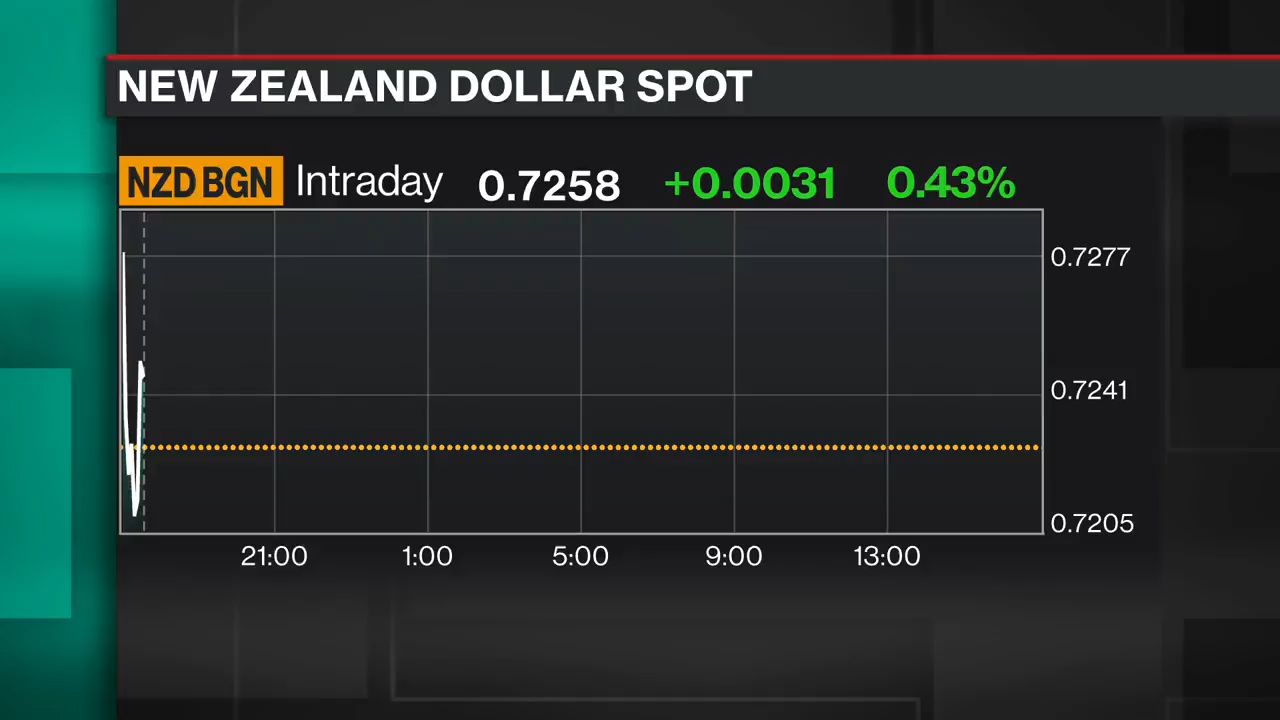 NEW ZEALAND DOLLAR SPOT
NZD BGN Intraday 0.7258 +0.0031 0.43%
0.7277
0.7241
0.7205
21:00 1:00 5:00 9:00 13:00